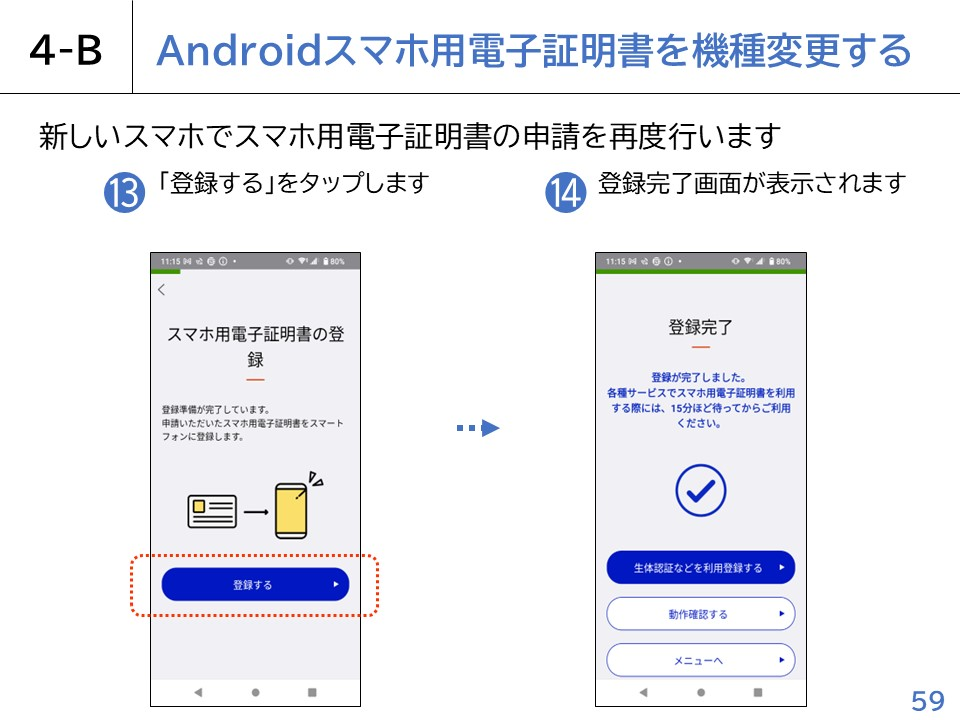 4-B
Androidスマホ用電子証明書を機種変更する
新しいスマホでスマホ用電子証明書の申請を再度行います
⑬ 「登録する」をタップします
⑭ 登録完了画面が表示されます
11:15
80%
スマホ用電子証明書の登
録
登録準備が完了しています。
申請いただいたスマホ用電子証明書をスマート
フォンに登録します。
登録する
11:15
80%
登録完了
登録が完了しました。
各種サービスでスマホ用電子証明書を利用
する際には、15分ほど待ってからご利用
ください。
生体認証などを利用登録する
動作確認する
メニューへ
59